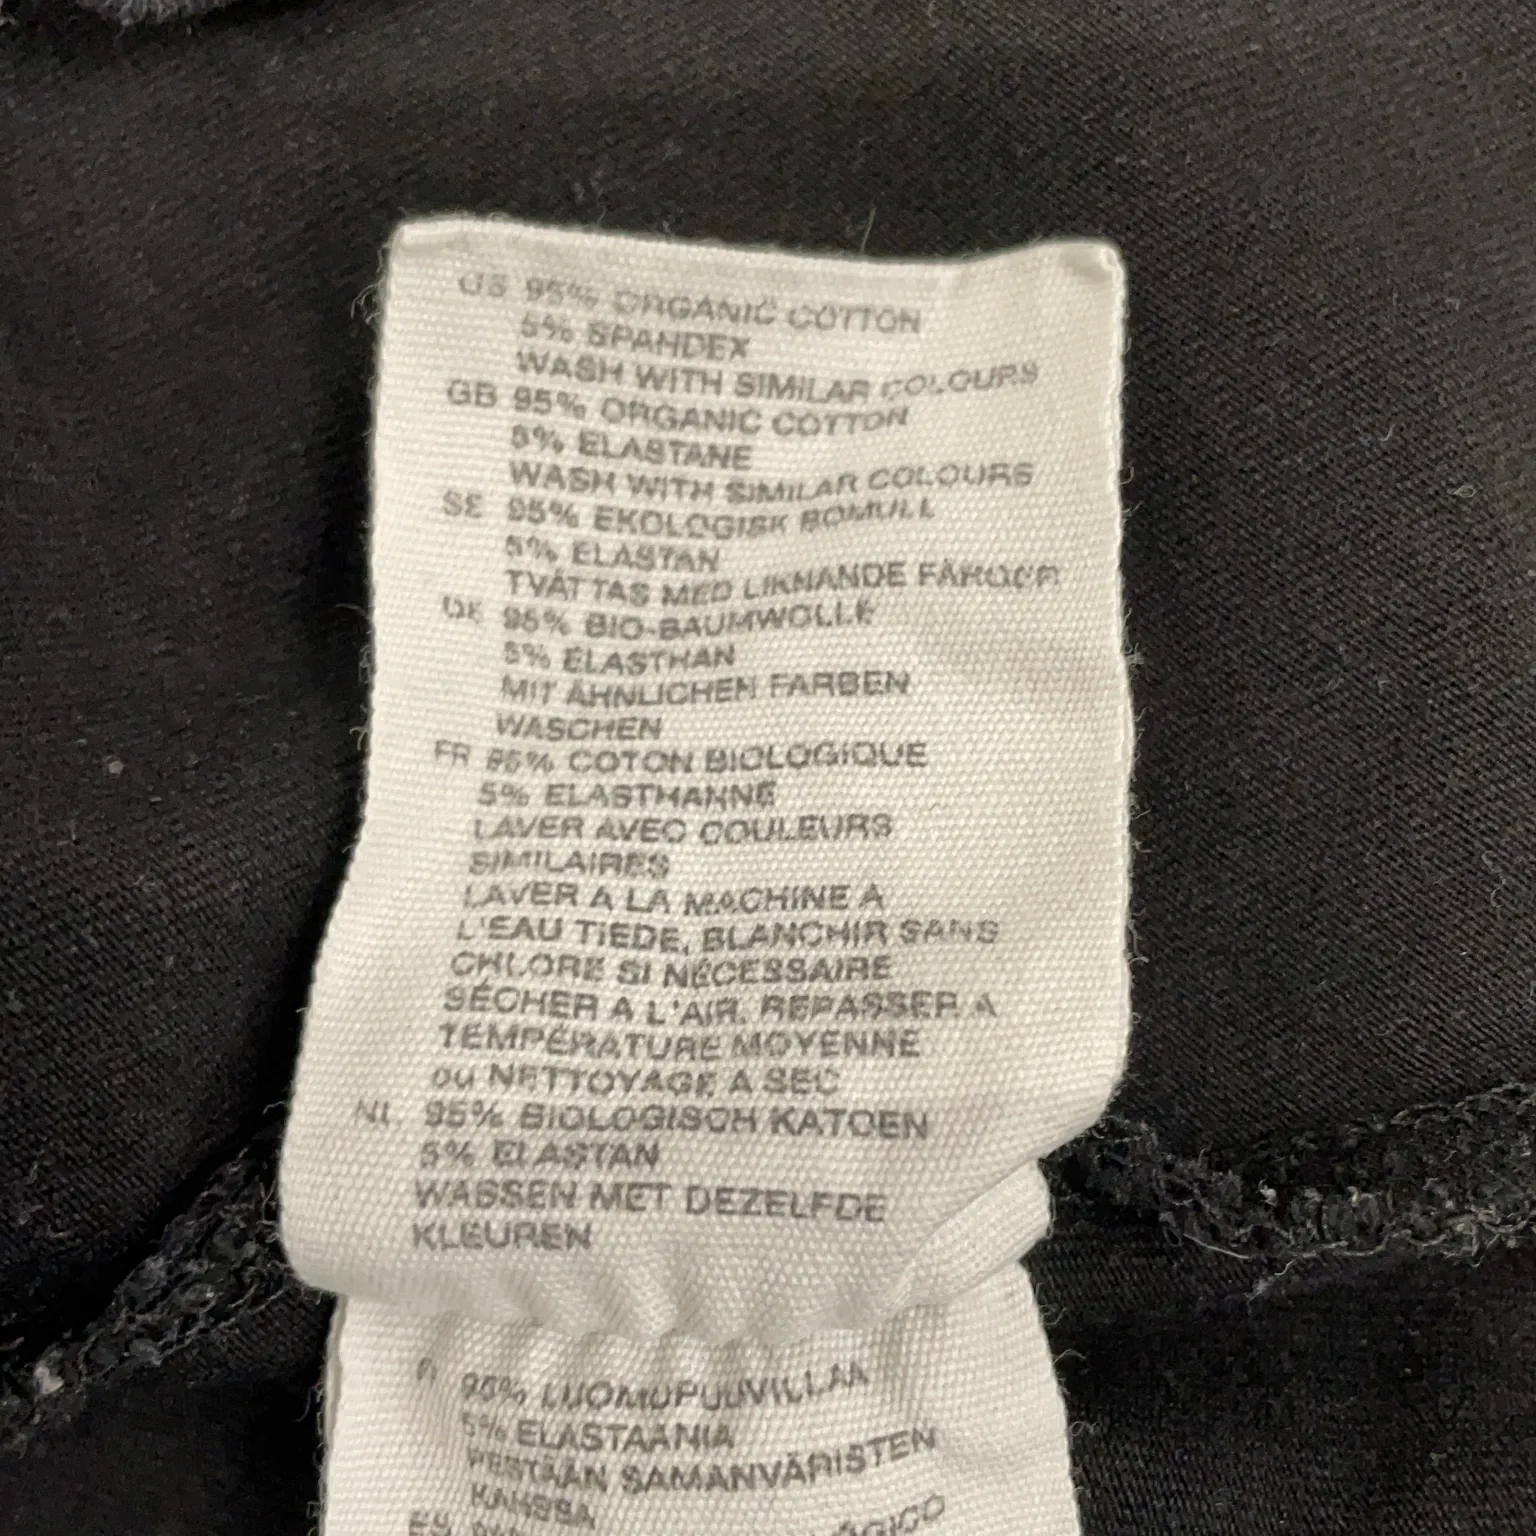 US 95% ORGANIC COTTON
5% SPANDEX
WASH WITH SIMILAR COLOURS
GB 95% ORGANIC COTTON
5% ELASTANE
WASH WITH SIMILAR COLOURS
SE 95% EKOLOGISK BOMULL
5% ELASTAN
TVÄTTAS MED LIKNANDE FÄRGER
DE 95% BIO-BAUMWOLLE
5% ELASTHAN
MIT ÄHNLICHEN FARBEN
WASCHEN
FR 95% COTON BIOLOGIQUE
5% ELASTHANNE
LAVER AVEC COULEURS
SIMILAIRES
LAVER A LA MACHINE A
L'EAU TIEDE, BLANCHIR SANS
CHLORE SI NÉCESSAIRE
SÉCHER A L'AIR, REPASSER A
TEMPÉRATURE MOYENNE
ou NETTOYAGE A SEC
NL 95% BIOLOGISCH KATOEN
5% ELASTAN
WASSEN MET DEZELFDE
KLEUREN
FI 95% LUOMUPUUVILLAA
5% ELASTAANIA
PESTÄÄN SAMANVÄRISTEN
KANSSA
ES